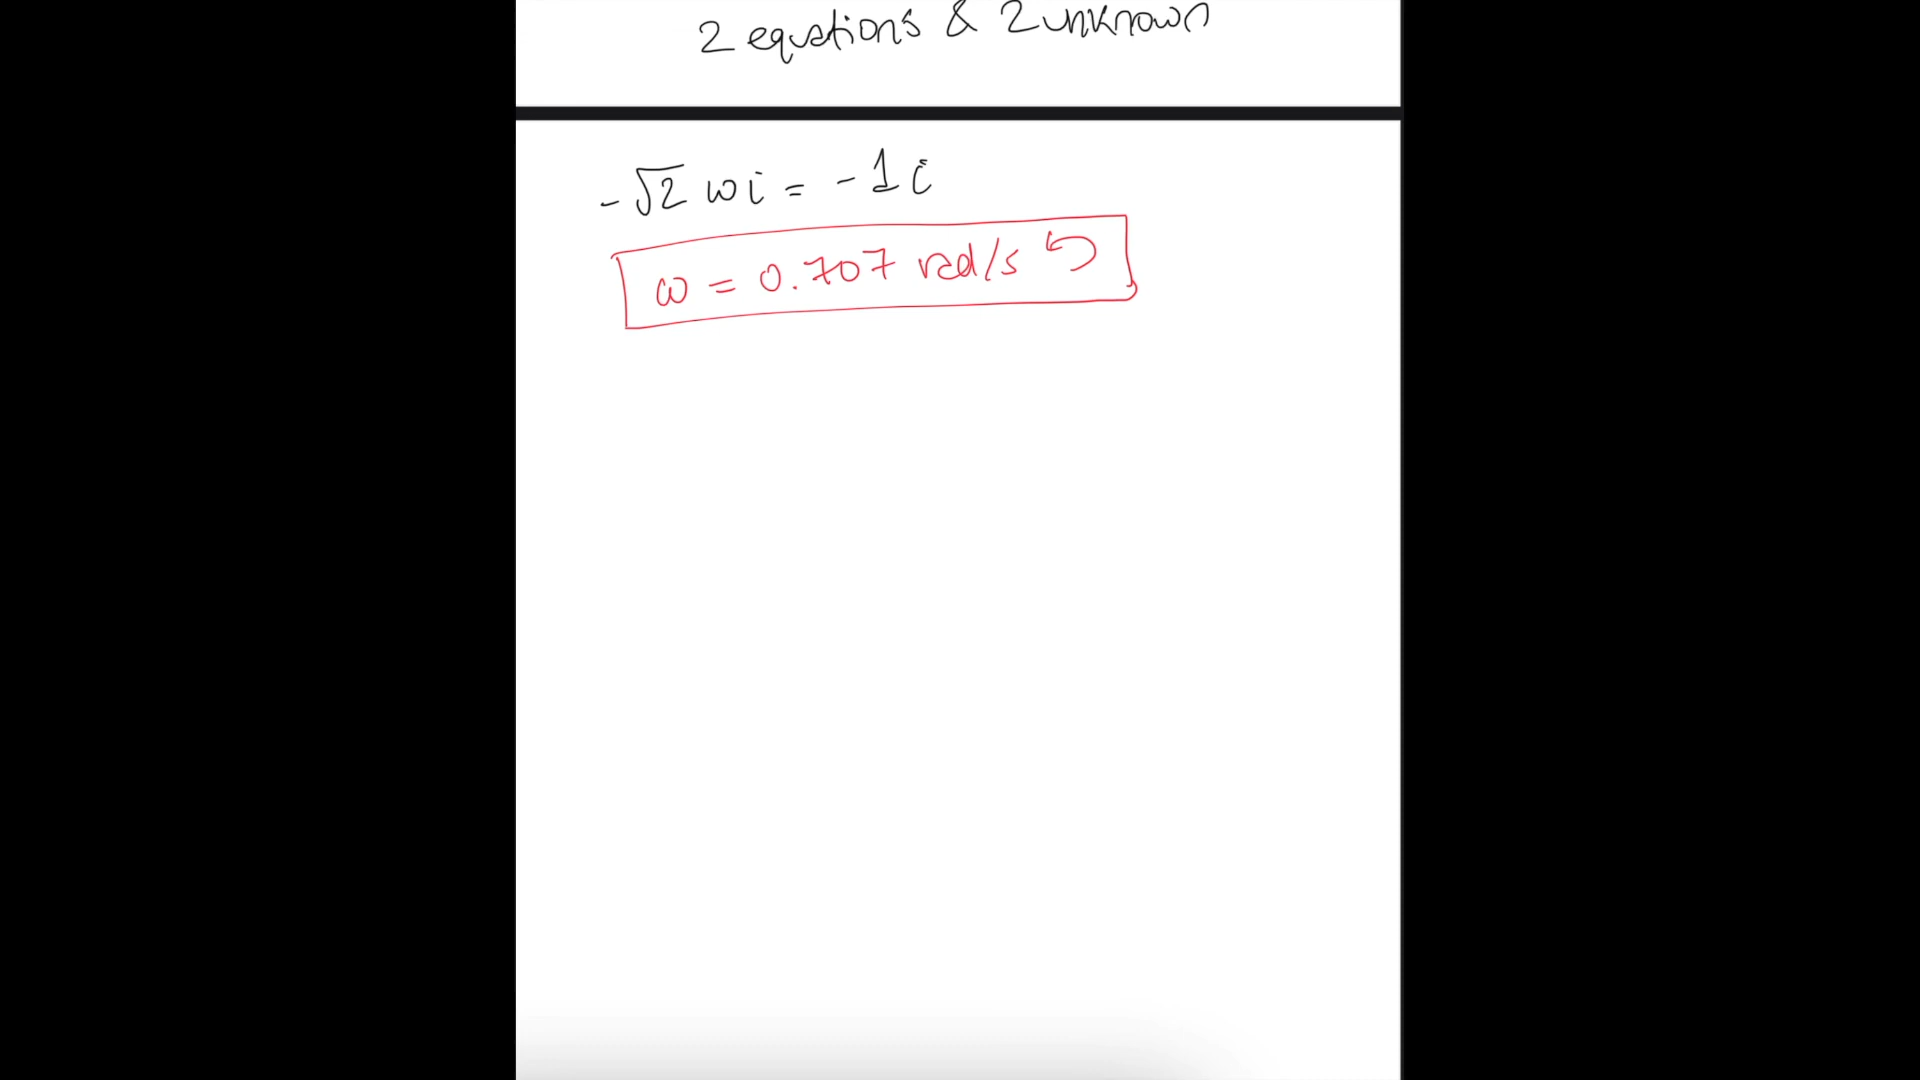 2 equations & 2 unknown
-√2 ωi = -1i
ω = 0.707 rad/s ↺